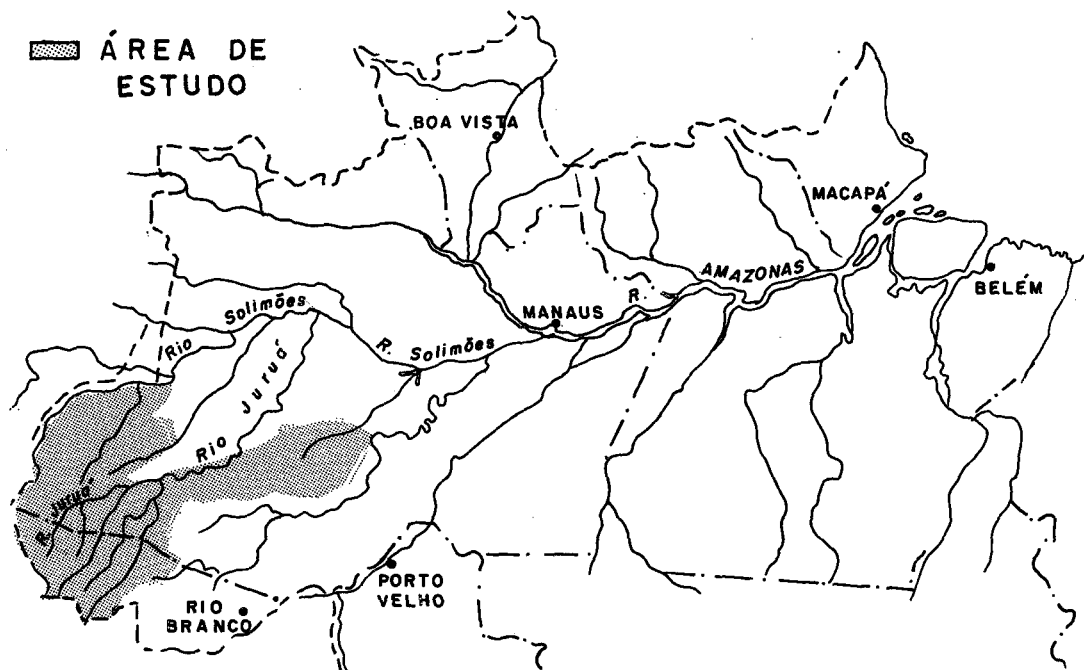 ÁREA DE
ESTUDO
BOA VISTA
MACAPÁ
AMAZONAS
R.
BELÉM
MANAUS
Solimões
Rio
R. Solimões
Rio Juruá
R. Juruá
PORTO
VELHO
RIO
BRANCO